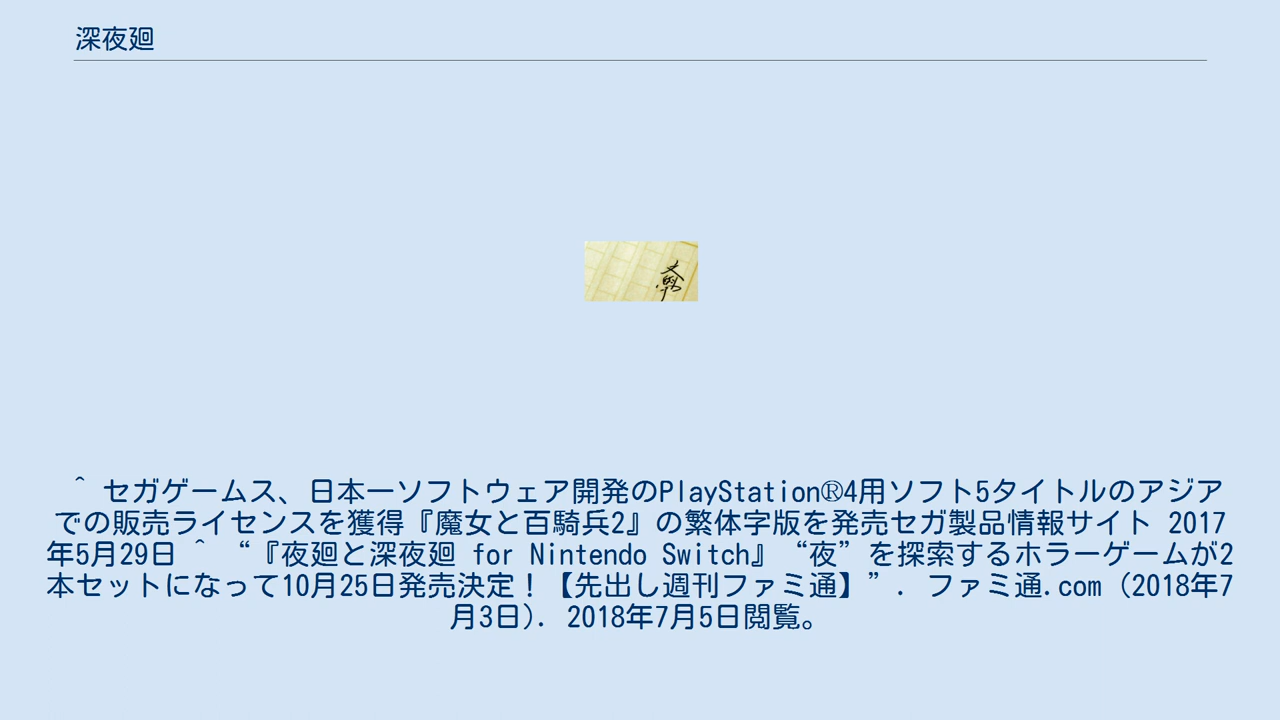 深夜廻
^ セガゲームス、日本一ソフトウェア開発のPlayStation®4用ソフト5タイトルのアジア
での販売ライセンスを獲得『魔女と百騎兵2』の繁体字版を発売セガ製品情報サイト 2017
年5月29日 ^ “『夜廻と深夜廻 for Nintendo Switch』“夜”を探索するホラーゲームが2
本セットになって10月25日発売決定！【先出し週刊ファミ通】”. ファミ通.com (2018年7
月3日). 2018年7月5日閲覧。